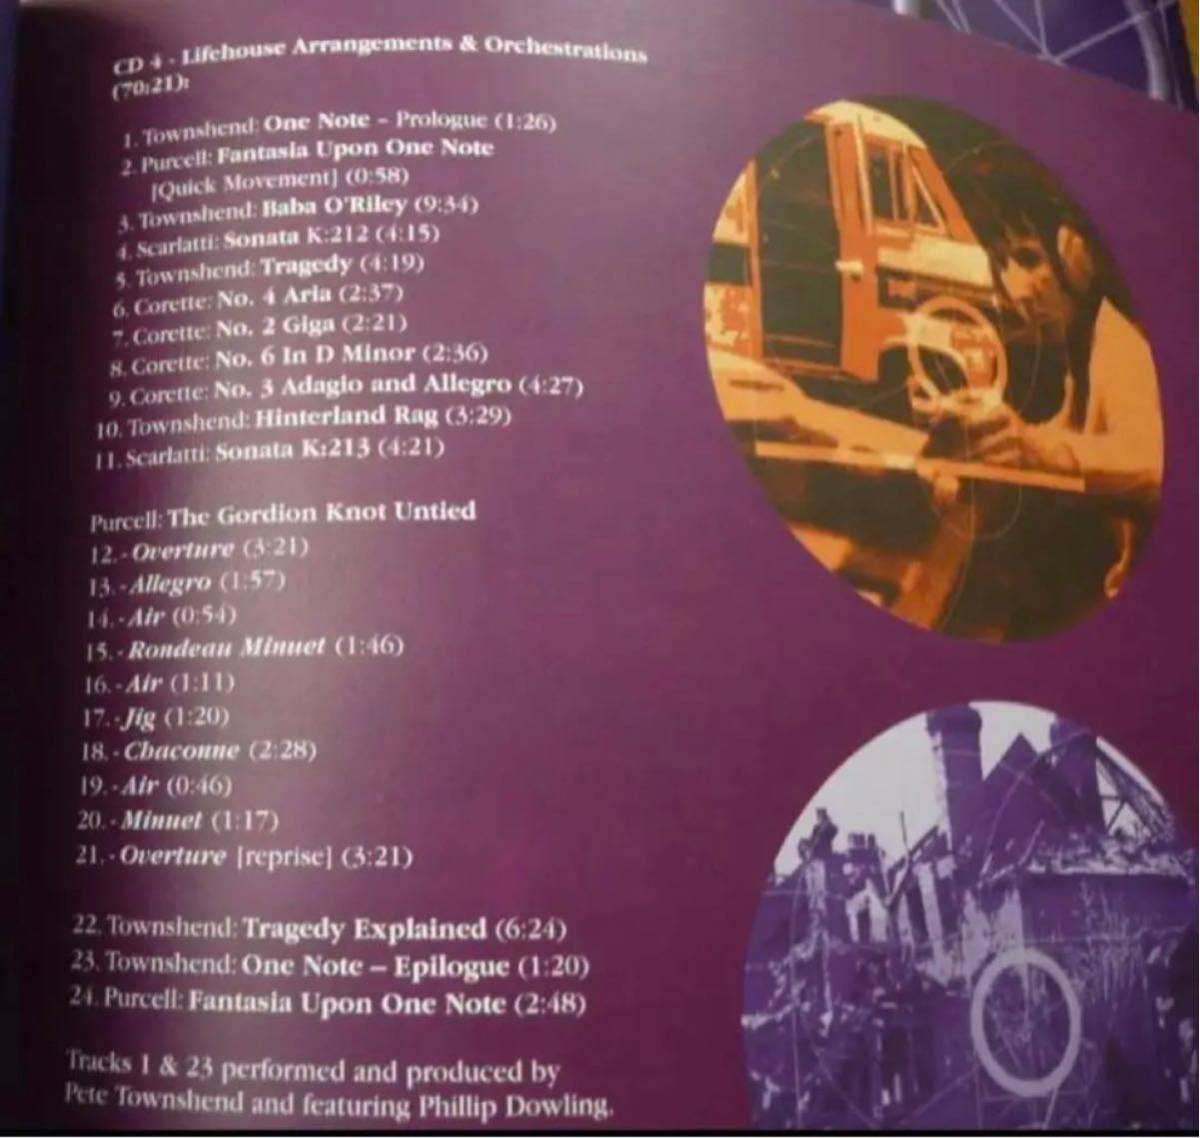 CD 4 - Lifehouse Arrangements & Orchestrations
(70:21):
1. Townshend: One Note – Prologue (1:26)
2. Purcell: Fantasia Upon One Note
[Quick Movement] (0:58)
3. Townshend: Baba O'Riley (9:34)
4. Scarlatti: Sonata K:212 (4:15)
5. Townshend: Tragedy (4:19)
6. Corette: No. 4 Aria (2:37)
7. Corette: No. 2 Giga (2:21)
8. Corette: No. 6 In D Minor (2:36)
9. Corette: No. 3 Adagio and Allegro (4:27)
10. Townshend: Hinterland Rag (3:29)
11. Scarlatti: Sonata K:213 (4:21)
Purcell: The Gordion Knot Untied
12. - Overture (3:21)
13. - Allegro (1:57)
14. - Air (0:54)
15. - Rondeau Minuet (1:46)
16. - Air (1:11)
17. - Jig (1:20)
18. - Chaconne (2:28)
19. - Air (0:46)
20. - Minuet (1:17)
21. - Overture [reprise] (3:21)
22. Townshend: Tragedy Explained (6:24)
23. Townshend: One Note – Epilogue (1:20)
24. Purcell: Fantasia Upon One Note (2:48)
Tracks 1 & 23 performed and produced by
Pete Townshend and featuring Phillip Dowling.